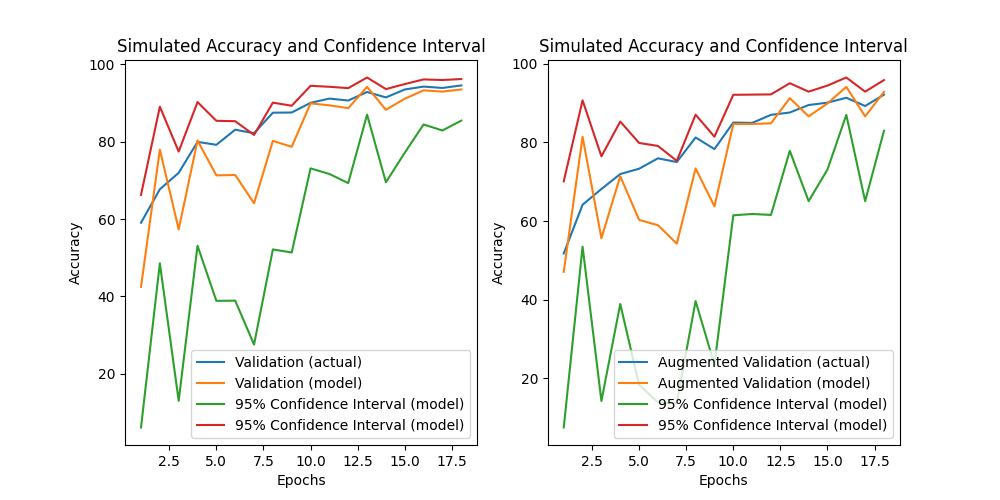 Simulated Accuracy and Confidence Interval
Accuracy
100
80
60
40
20
Validation (actual)
Validation (model)
95% Confidence Interval (model)
95% Confidence Interval (model)
2.5 5.0 7.5 10.0 12.5 15.0 17.5
Epochs
Simulated Accuracy and Confidence Interval
Accuracy
100
80
60
40
20
Augmented Validation (actual)
Augmented Validation (model)
95% Confidence Interval (model)
95% Confidence Interval (model)
2.5 5.0 7.5 10.0 12.5 15.0 17.5
Epochs